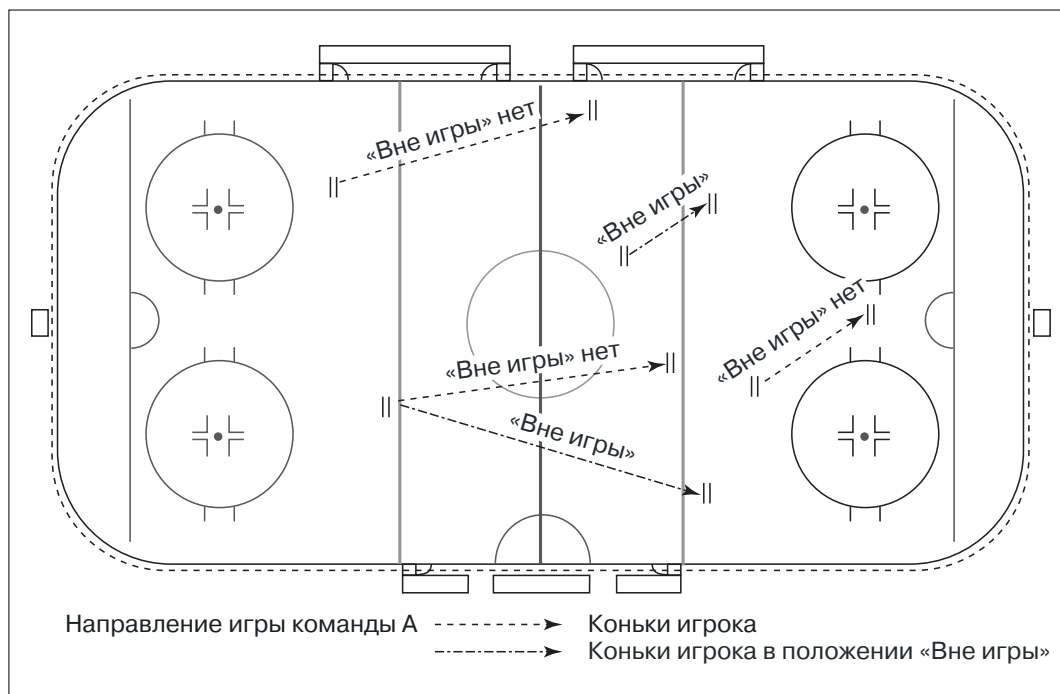 «Вне игры» нет
«Вне игры»
«Вне игры» нет
«Вне игры» нет
«Вне игры»
Направление игры команды А
Коньки игрока
Коньки игрока в положении «Вне игры»